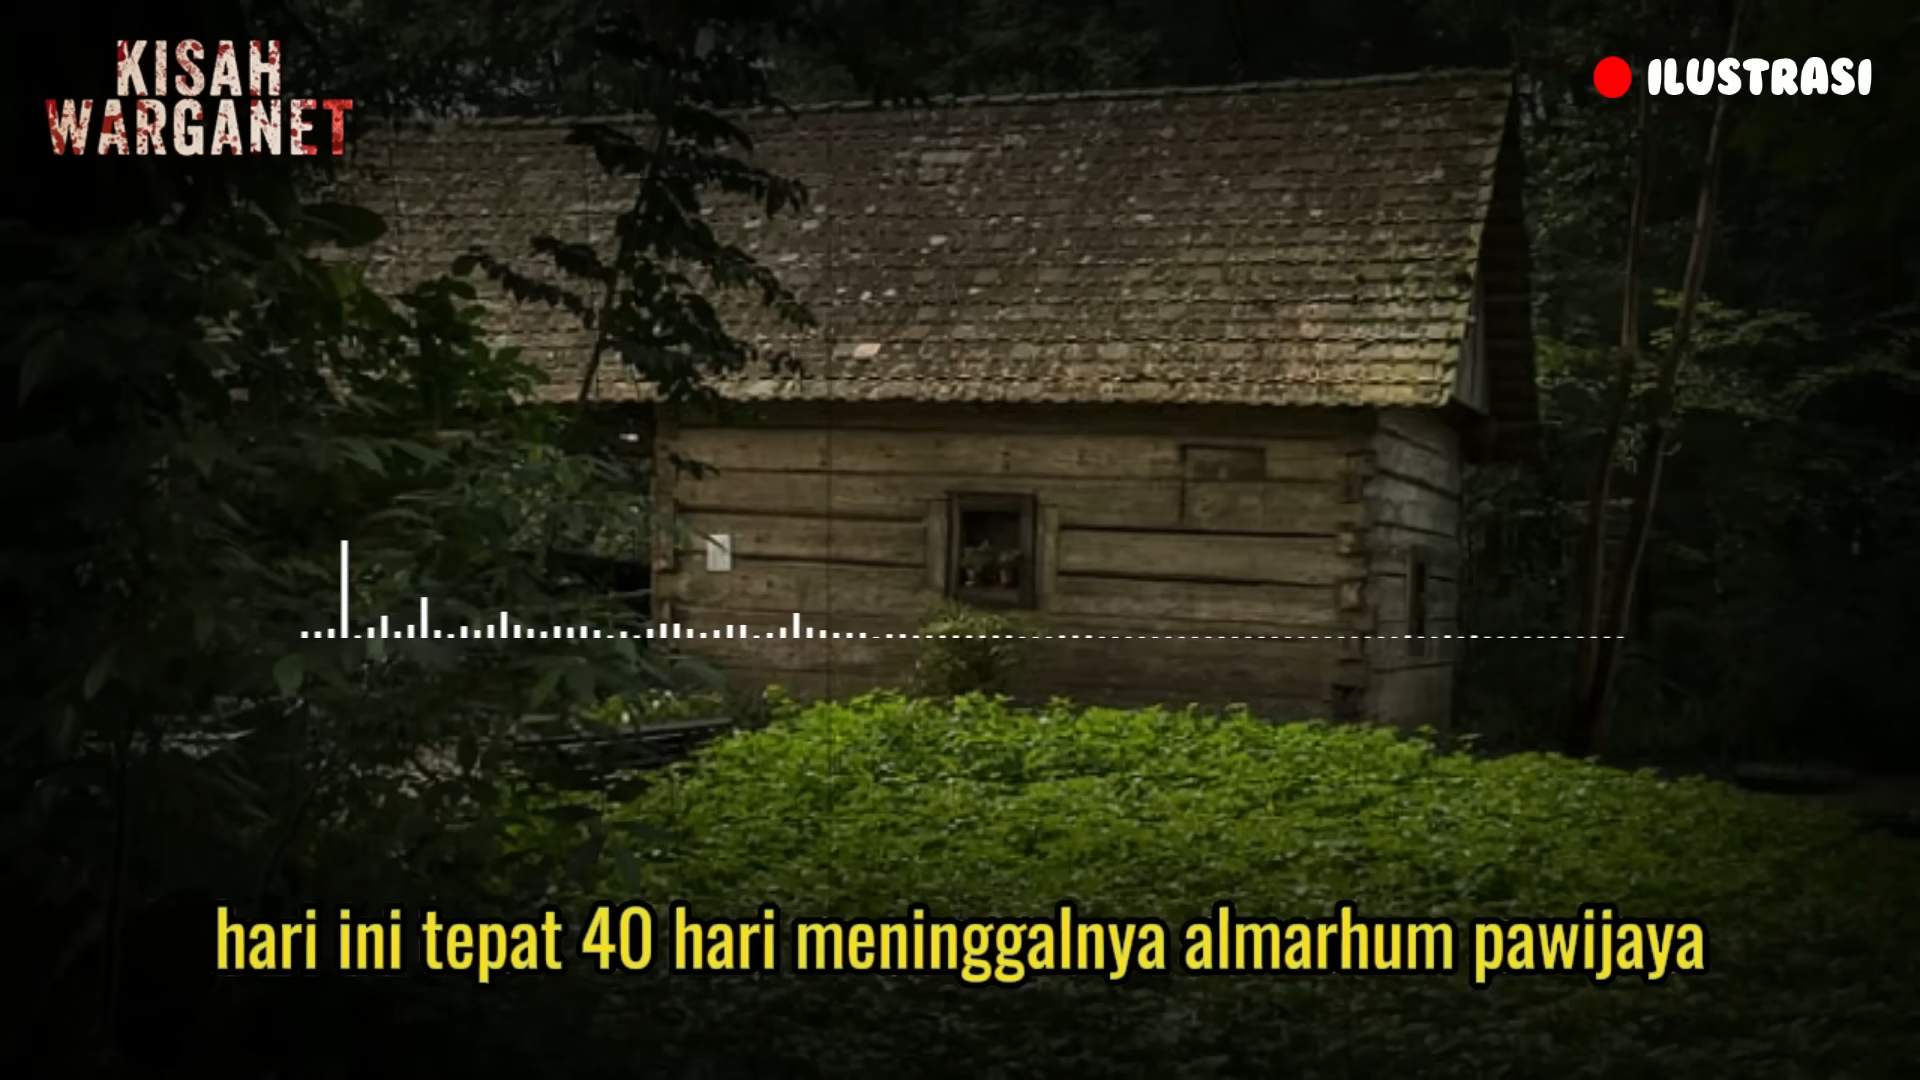 KISAH
WARGANET
ILUSTRASI
hari ini tepat 40 hari meninggalnya almarhum pawijaya